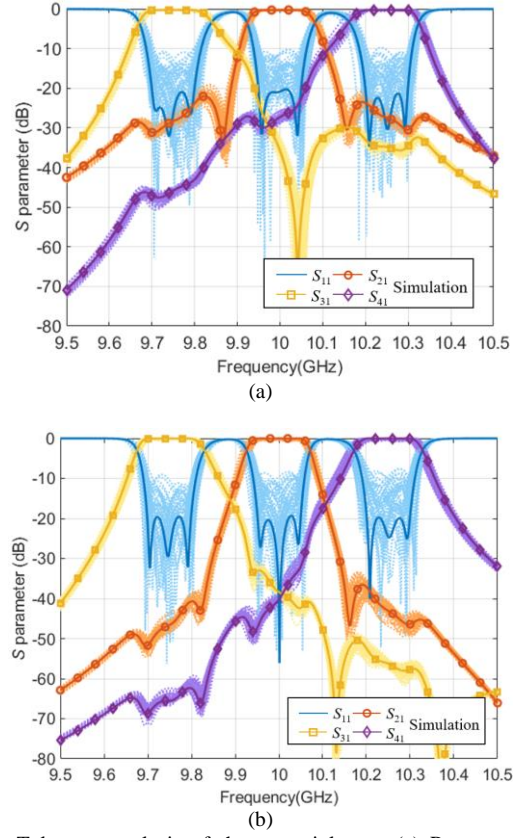 0
-10
-20
-30
-40
-50
-60
-70
-80
S parameter (dB)
S11 S21
S31 S41 Simulation
9.5 9.6 9.7 9.8 9.9 10 10.1 10.2 10.3 10.4 10.5
Frequency(GHz)
(a)
0
-10
-20
-30
-40
-50
-60
-70
-80
S parameter (dB)
S11 S21
S31 S41 Simulation
9.5 9.6 9.7 9.8 9.9 10 10.1 10.2 10.3 10.4 10.5
Frequency(GHz)
(b)